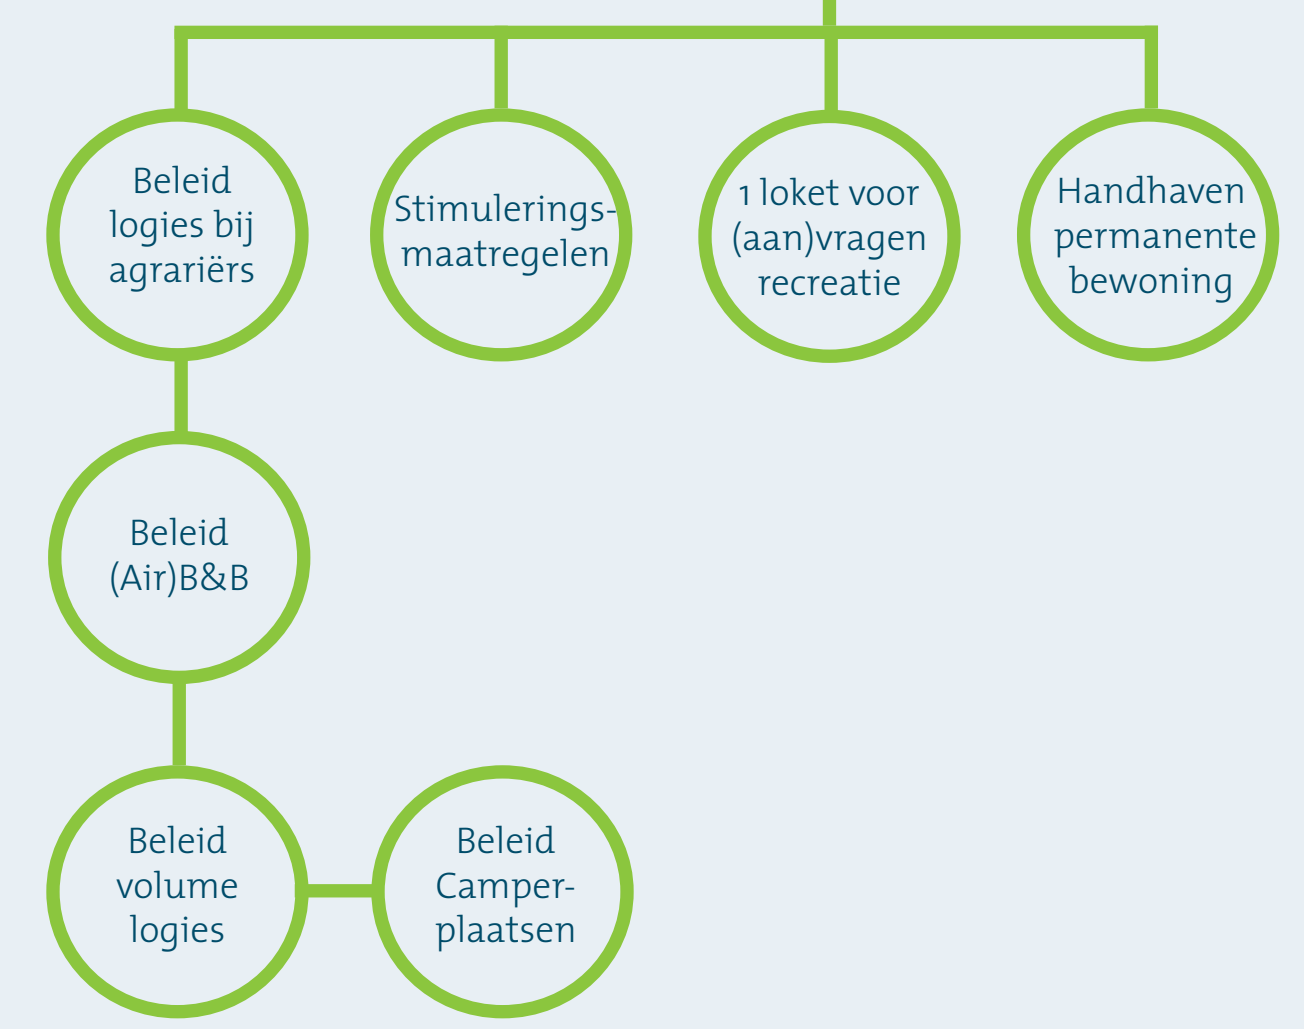 Beleid
logies bij
agrariërs
Stimulerings-
maatregelen
1 loket voor
(aan)vragen
recreatie
Handhaven
permanente
bewoning
Beleid
(Air)B&B
Beleid
volume
logies
Beleid
Camper-
plaatsen